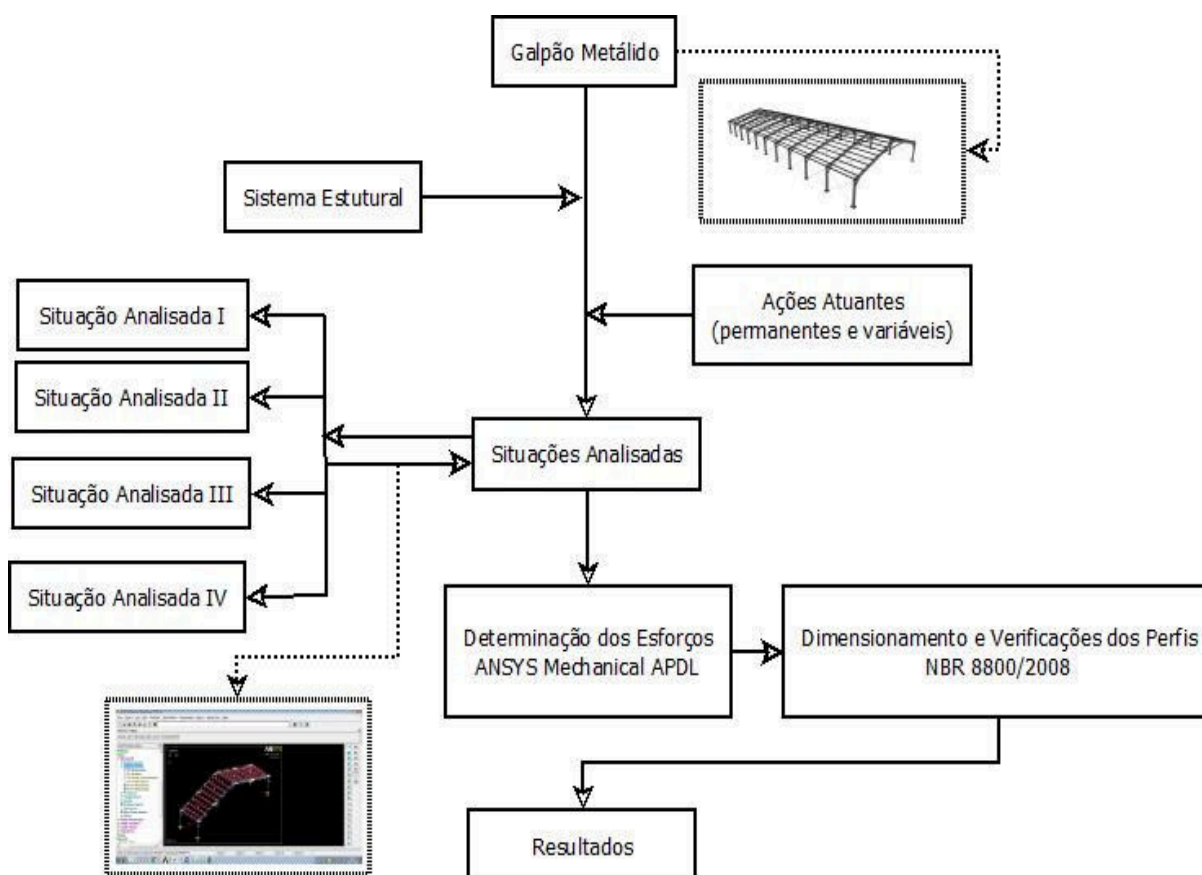 Galpão Metálido
Sistema Estutural
Ações Atuantes
(permanentes e variáveis)
Situação Analisada I
Situação Analisada II
Situações Analisadas
Situação Analisada III
Situação Analisada IV
Determinação dos Esforços
ANSYS Mechanical APDL
Dimensionamento e Verificações dos Perfis
NBR 8800/2008
Resultados